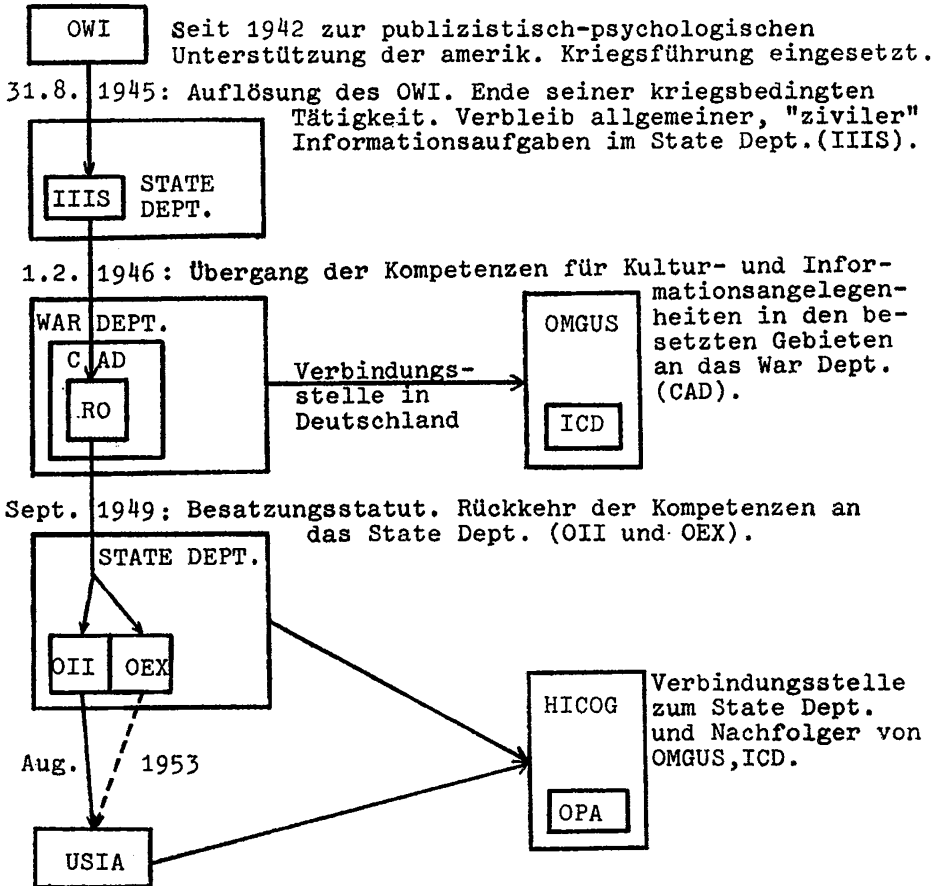 OWI
Seit 1942 zur publizistisch-psychologischen
Unterstützung der amerik. Kriegsführung eingesetzt.
31.8. 1945: Auflösung des OWI. Ende seiner kriegsbedingten
Tätigkeit. Verbleib allgemeiner, "ziviler"
Informationsaufgaben im State Dept.(IIIS).
IIIS
STATE
DEPT.
1.2. 1946: Übergang der Kompetenzen für Kultur- und Infor-
mationsangelegen-
heiten in den be-
setzten Gebieten
an das War Dept.
(CAD).
WAR DEPT.
CAD
RO
Verbindungs-
stelle in
Deutschland
OMGUS
ICD
Sept. 1949: Besatzungsstatut. Rückkehr der Kompetenzen an
das State Dept. (OII und OEX).
STATE DEPT.
OII
OEX
HICOG
OPA
Verbindungsstelle
zum State Dept.
und Nachfolger von
OMGUS,ICD.
Aug. 1953
USIA